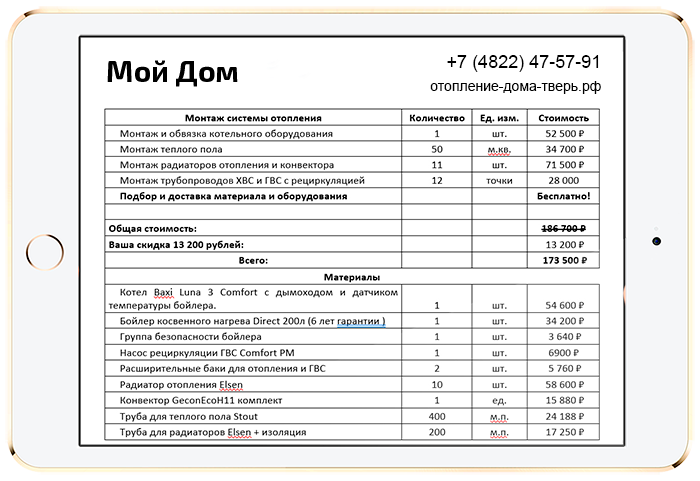 Мой Дом
+7 (4822) 47-57-91
отопление-дома-тверь.рф
Монтаж системы отопления Количество Ед. изм. Стоимость
Монтаж и обвязка котельного оборудования 1 шт. 52 500 ₽
Монтаж теплого пола 50 м.кв. 34 700 ₽
Монтаж радиаторов отопления и конвектора 11 шт. 71 500 ₽
Монтаж трубопроводов ХВС и ГВС с рециркуляцией 12 точки 28 000
Подбор и доставка материала и оборудования Бесплатно!
Общая стоимость: 186 700 ₽
Ваша скидка 13 200 рублей: 13 200 ₽
Всего: 173 500 ₽
Материалы
Котел Baxi Luna 3 Comfort с дымоходом и датчиком
температуры бойлера. 1 шт. 54 600 ₽
Бойлер косвенного нагрева Direct 200л (6 лет гарантии ) 1 шт. 34 200 ₽
Группа безопасности бойлера 1 шт. 3 640 ₽
Насос рециркуляции ГВС Comfort PM 1 шт. 6900 ₽
Расширительные баки для отопления и ГВС 2 шт. 5 760 ₽
Радиатор отопления Elsen 10 шт. 58 600 ₽
Конвектор GeconEcoH11 комплект 1 ед. 15 880 ₽
Труба для теплого пола Stout 400 м.п. 24 188 ₽
Труба для радиаторов Elsen + изоляция 200 м.п. 17 250 ₽